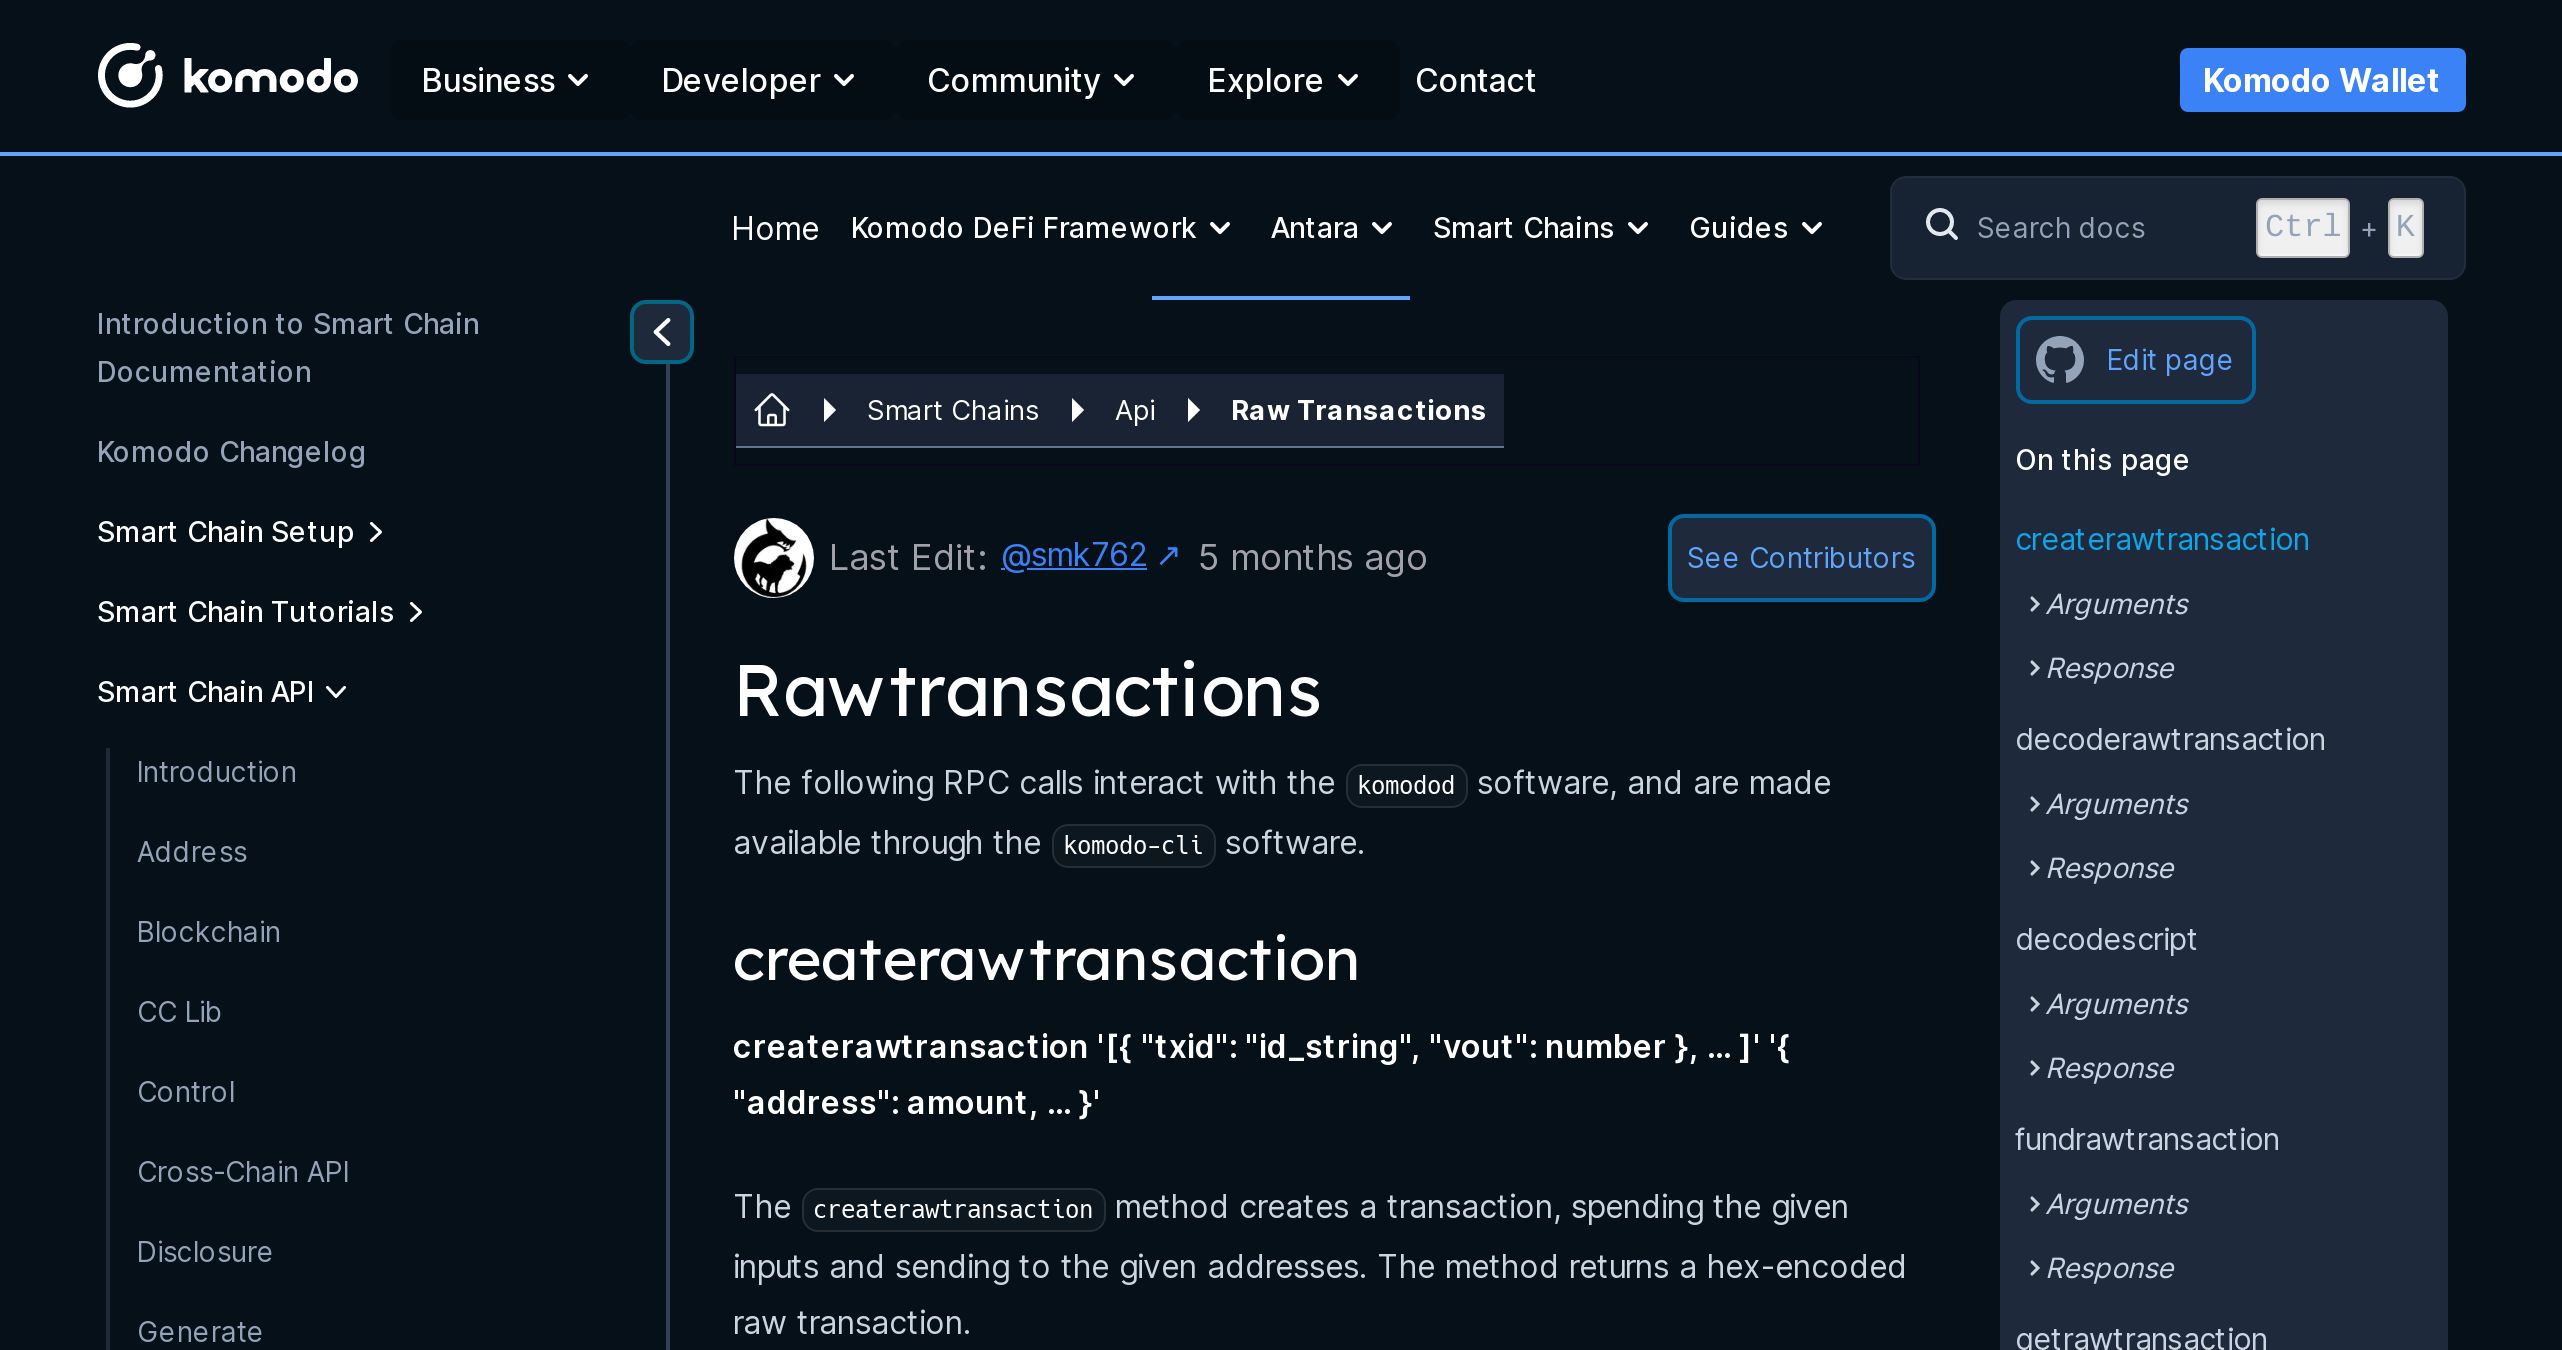 komodo Business Developer Community Explore Contact Komodo Wallet
Home Komodo DeFi Framework Antara Smart Chains Guides Search docs Ctrl + K
Introduction to Smart Chain
Documentation
Komodo Changelog
Smart Chain Setup
Smart Chain Tutorials
Smart Chain API
Introduction
Address
Blockchain
CC Lib
Control
Cross-Chain API
Disclosure
Generate
Smart Chains Api Raw Transactions
Last Edit: @smk762 ↗ 5 months ago See Contributors
Rawtransactions
The following RPC calls interact with the komodod software, and are made
available through the komodo-cli software.
createrawtransaction
createrawtransaction '[{ "txid": "id_string", "vout": number }, ... ]' '{
"address": amount, ... }'
The createrawtransaction method creates a transaction, spending the given
inputs and sending to the given addresses. The method returns a hex-encoded
raw transaction.
Edit page
On this page
createrawtransaction
Arguments
Response
decoderawtransaction
Arguments
Response
decodescript
Arguments
Response
fundrawtransaction
Arguments
Response
getrawtransaction